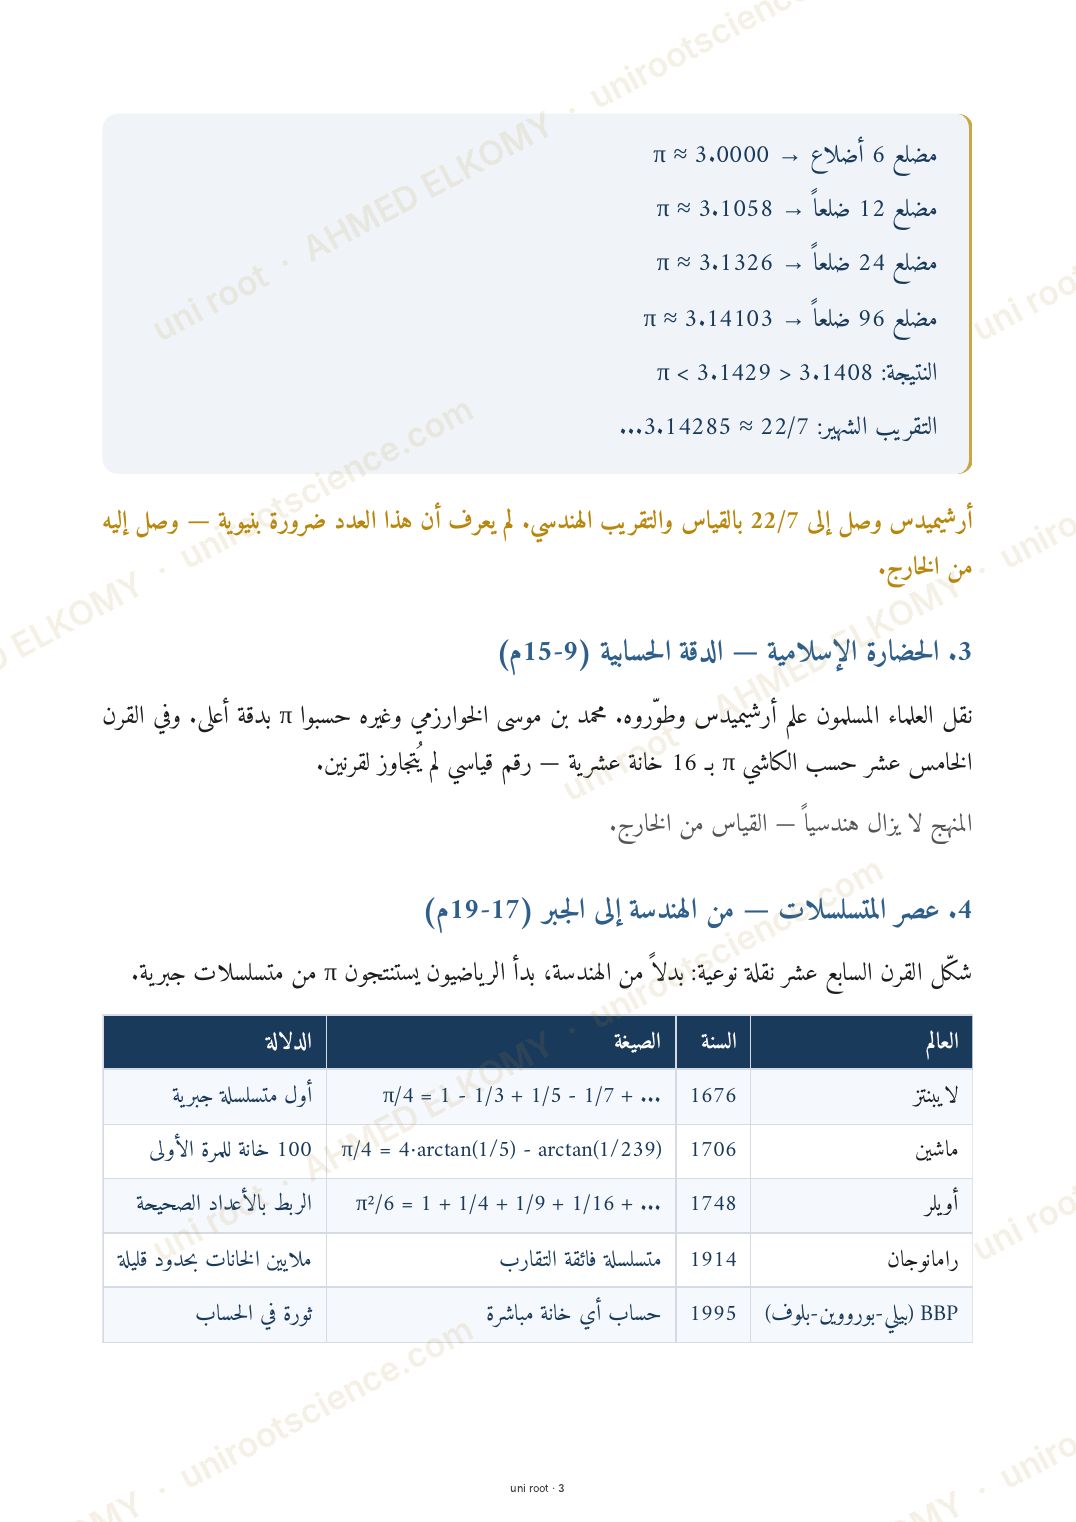 مضلع 6 أضلاع → π ≈ 3.0000
مضلع 12 ضلعاً → π ≈ 3.1058
مضلع 24 ضلعاً → π ≈ 3.1326
مضلع 96 ضلعاً → π ≈ 3.14103
النتيجة: 3.1408 < π < 3.1429
التقريب الشهير: 22/7 ≈ 3.14285...
أرشيميدس وصل إلى 22/7 بالقياس والتقريب الهندسي. لم يعرف أن هذا العدد ضرورة بنيوية — وصل إليه
من الخارج.
3. الحضارة الإسلامية — الدقة الحسابية (9-15م)
نقل العلماء المسلمون علم أرشيميدس وطوّروه. محمد بن موسى الخوارزمي وغيره حسبوا π بدقة أعلى. وفي القرن
الخامس عشر حسب الكاشي π بـ 16 خانة عشرية — رقم قياسي لم يُتجاوز لقرنين.
المنهج لا يزال هندسياً — القياس من الخارج.
4. عصر المتسلسلات — من الهندسة إلى الجبر (17-19م)
شكّل القرن السابع عشر نقلة نوعية: بدلاً من الهندسة، بدأ الرياضيون يستنتجون π من متسلسلات جبرية.
العالم السنة الصيغة الدلالة
لايبنتز 1676 π/4 = 1 - 1/3 + 1/5 - 1/7 + ... أول متسلسلة جبرية
ماشين 1706 π/4 = 4·arctan(1/5) - arctan(1/239) 100 خانة للمرة الأولى
أويلر 1748 π²/6 = 1 + 1/4 + 1/9 + 1/16 + ... الربط بالأعداد الصحيحة
رامانوجان 1914 متسلسلة فائقة التقارب ملايين الخانات بحدود قليلة
BBP (بيلي-بورووين-بلوف) 1995 حساب أي خانة مباشرة ثورة في الحساب
uni root · 3
uni root · AHMED ELKOMY · unirootscience.com